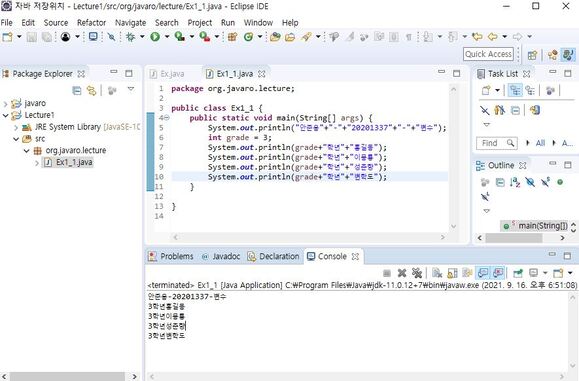 자바 저장위치 - Lecture1/src/org/javaro/lecture/Ex1_1.java - Eclipse IDE
File Edit Source Refactor Navigate Search Project Run Window Help
Quick Access
Package Explorer
javaro
Lecture1
JRE System Library [JavaSE-10
src
org.javaro.lecture
Ex1_1.java
Ex.java
Ex1_1.java
1 package org.javaro.lecture;
2
3 public class Ex1_1 {
4 public static void main(String[] args) {
5 System.out.println("안준용"+"-"+"20201337"+"-"+"변수");
6 int grade = 3;
7 System.out.println(grade+"학년"+"홍길동");
8 System.out.println(grade+"학년"+"이몽룡");
9 System.out.println(grade+"학년"+"성춘향");
10 System.out.println(grade+"학년"+"변학도");
11 }
12
13 }
14
Task List
Find
All
A...
Outline
main(String[])
Problems
Javadoc
Declaration
Console
<terminated> Ex1_1 [Java Application] C:₩Program Files₩Java₩jdk-11.0.12+7₩bin₩javaw.exe (2021. 9. 16. 오후 6:51:08)
안준용-20201337-변수
3학년홍길동
3학년이몽룡
3학년성춘향
3학년변학도